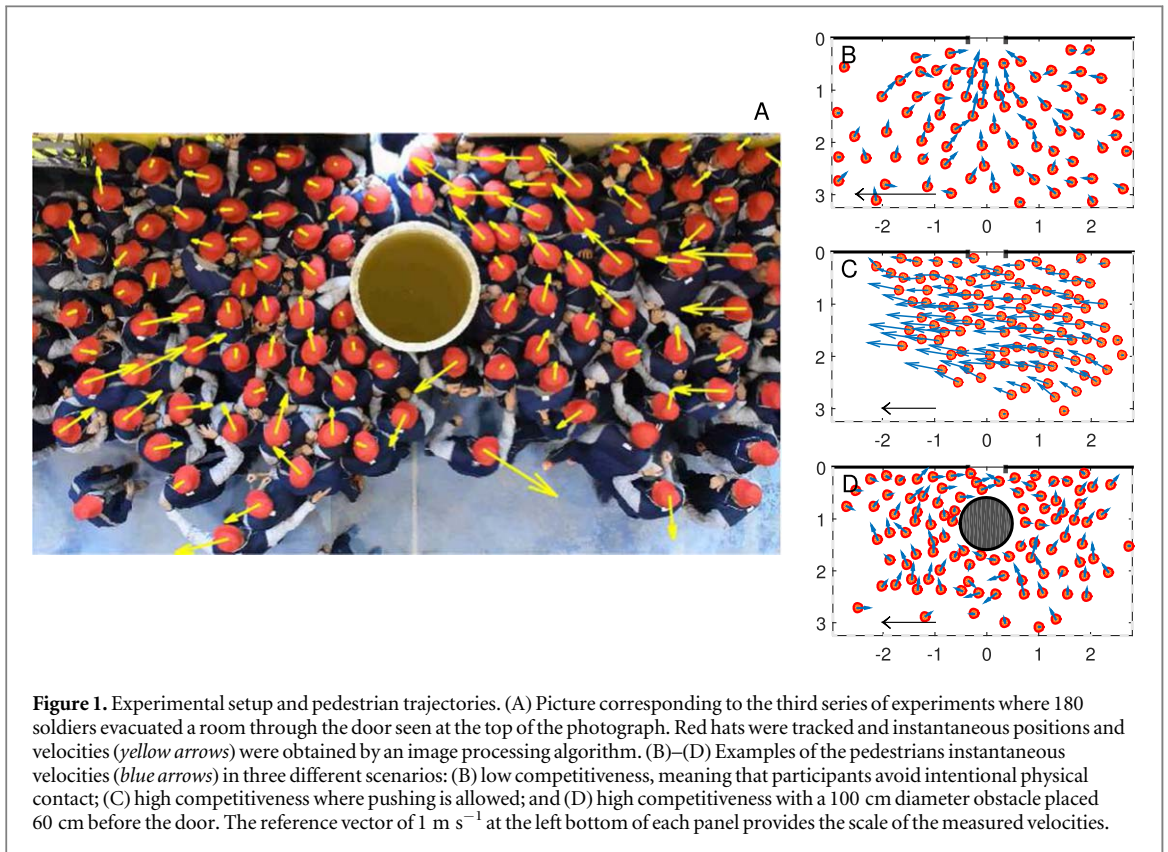 A
B
0
1
2
3
-2
-1
0
1
2
C
0
1
2
3
-2
-1
0
1
2
D
0
1
2
3
-2
-1
0
1
2
Figure 1. Experimental setup and pedestrian trajectories. (A) Picture corresponding to the third series of experiments where 180
soldiers evacuated a room through the door seen at the top of the photograph. Red hats were tracked and instantaneous positions and
velocities (yellow arrows) were obtained by an image processing algorithm. (B)–(D) Examples of the pedestrians instantaneous
velocities (blue arrows) in three different scenarios: (B) low competitiveness, meaning that participants avoid intentional physical
contact; (C) high competitiveness where pushing is allowed; and (D) high competitiveness with a 100 cm diameter obstacle placed
60 cm before the door. The reference vector of 1 m s⁻¹ at the left bottom of each panel provides the scale of the measured velocities.